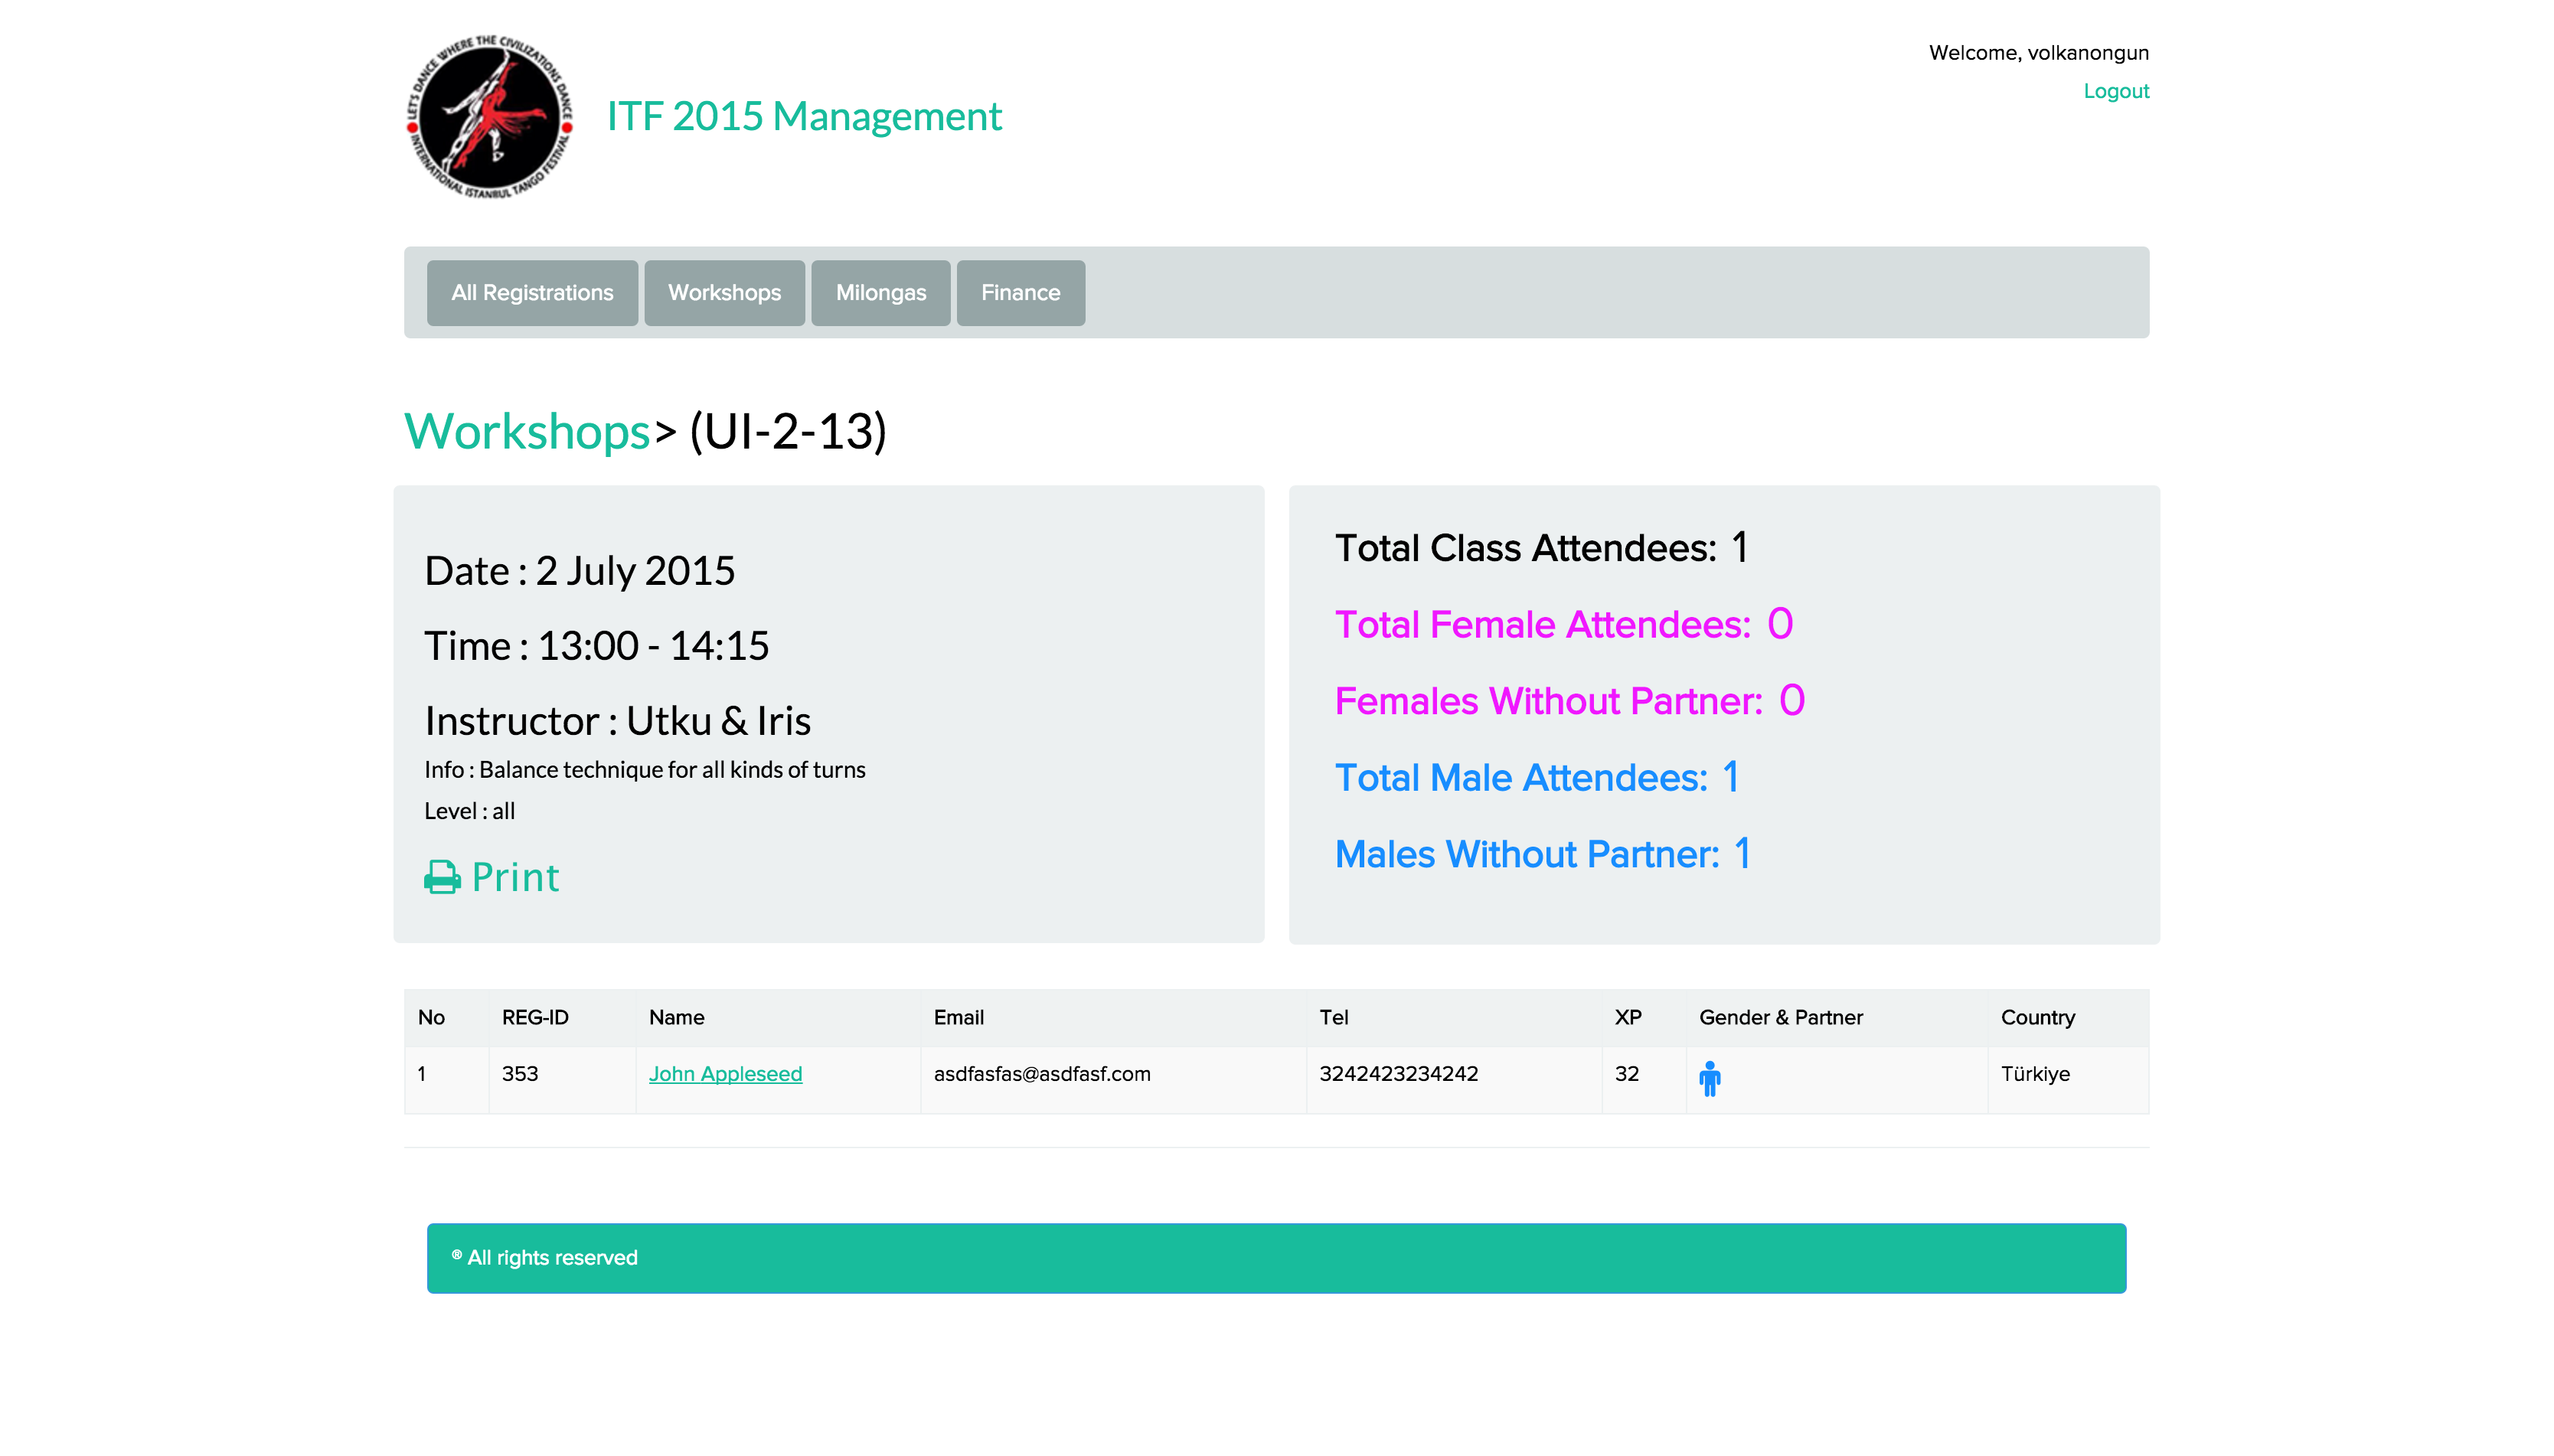 LET'S DANCE WHERE THE CIVILIZATIONS DANCE
INTERNATIONAL ISTANBUL TANGO FESTIVAL
ITF 2015 Management
Welcome, volkanongun
Logout
All Registrations Workshops Milongas Finance
Workshops> (UI-2-13)
Date : 2 July 2015
Time : 13:00 - 14:15
Instructor : Utku & Iris
Info : Balance technique for all kinds of turns
Level : all
Print
Total Class Attendees: 1
Total Female Attendees: 0
Females Without Partner: 0
Total Male Attendees: 1
Males Without Partner: 1
No REG-ID Name Email Tel XP Gender & Partner Country
1 353 John Appleseed asdfasfas@asdfasf.com 3242423234242 32 Türkiye
® All rights reserved